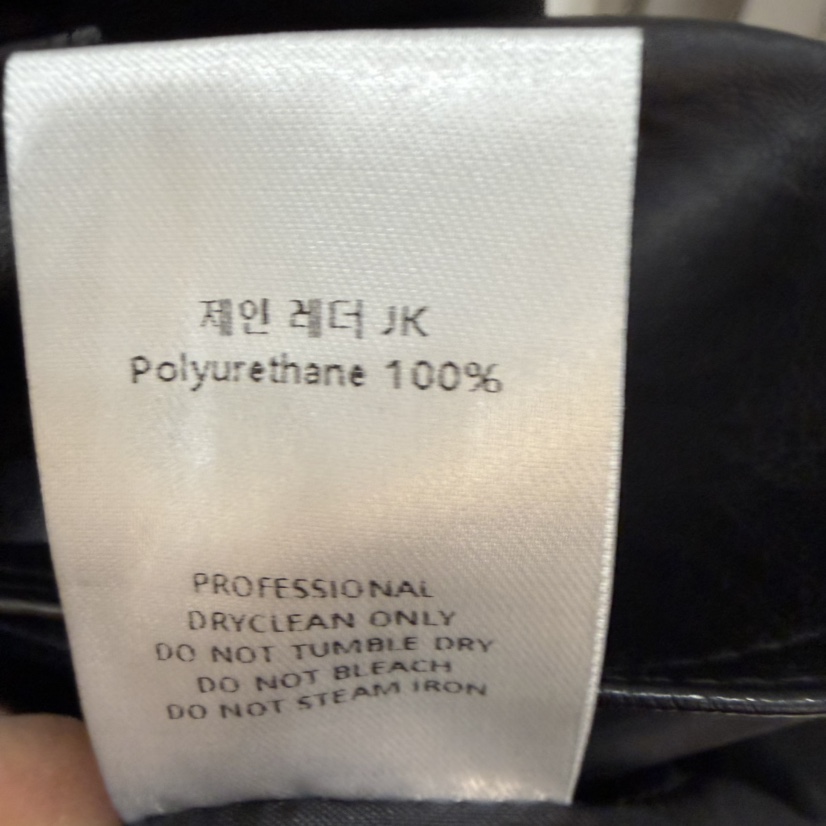 제인 레더 JK
Polyurethane 100%
PROFESSIONAL
DRYCLEAN ONLY
DO NOT TUMBLE DRY
DO NOT BLEACH
DO NOT STEAM IRON